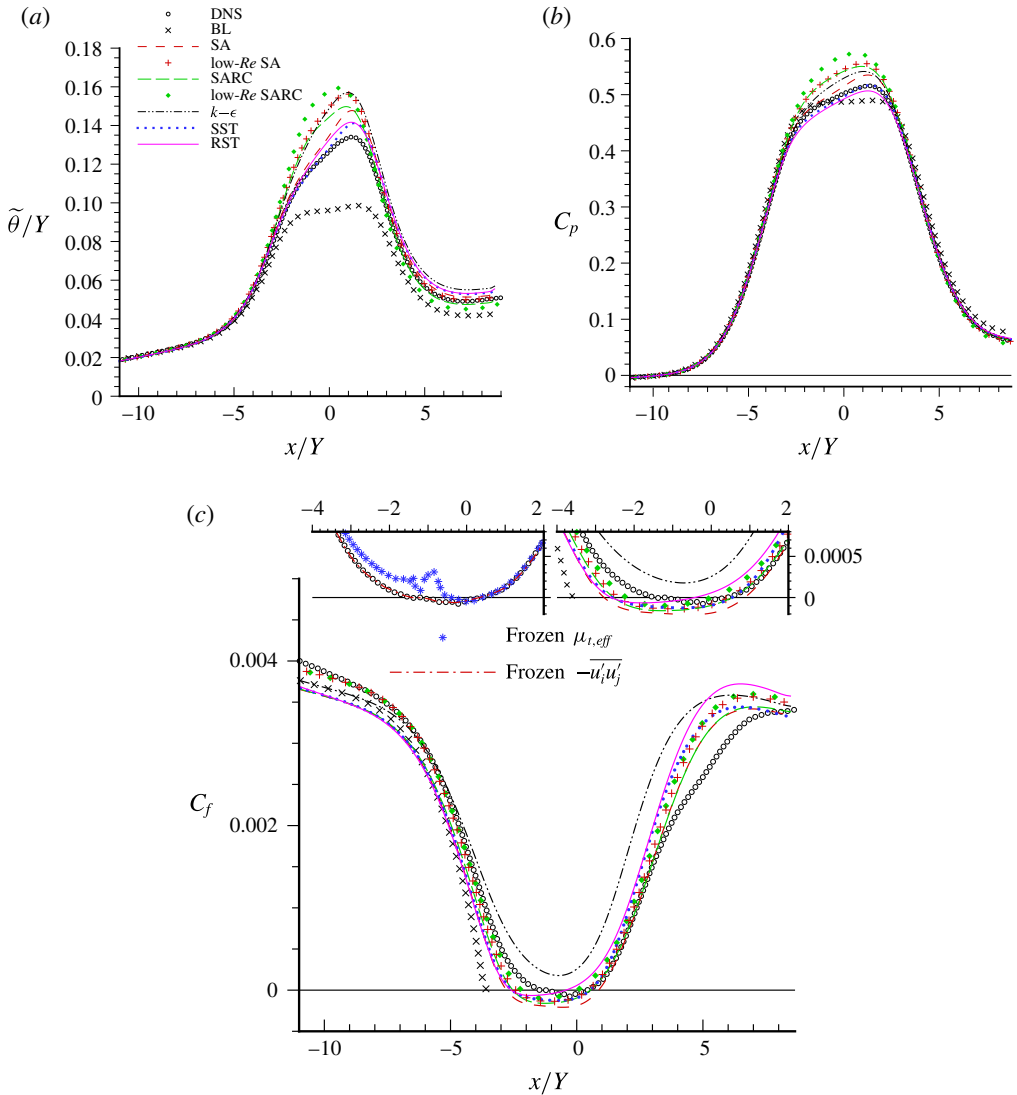 (a)
DNS
BL
SA
low-Re SA
SARC
low-Re SARC
k–ϵ
SST
RST
0.18
0.16
0.14
0.12
0.10
0.08
0.06
0.04
0.02
0
θ̃/Y
−10
−5
0
5
x/Y
(b)
0.6
0.5
0.4
0.3
0.2
0.1
0
C_p
−10
−5
0
5
x/Y
(c)
−4
−2
0
2
−4
−2
0
2
0.0005
0
Frozen μ_{t,eff}
Frozen −\overline{u'_i u'_j}
0.004
0.002
0
C_f
−10
−5
0
5
x/Y